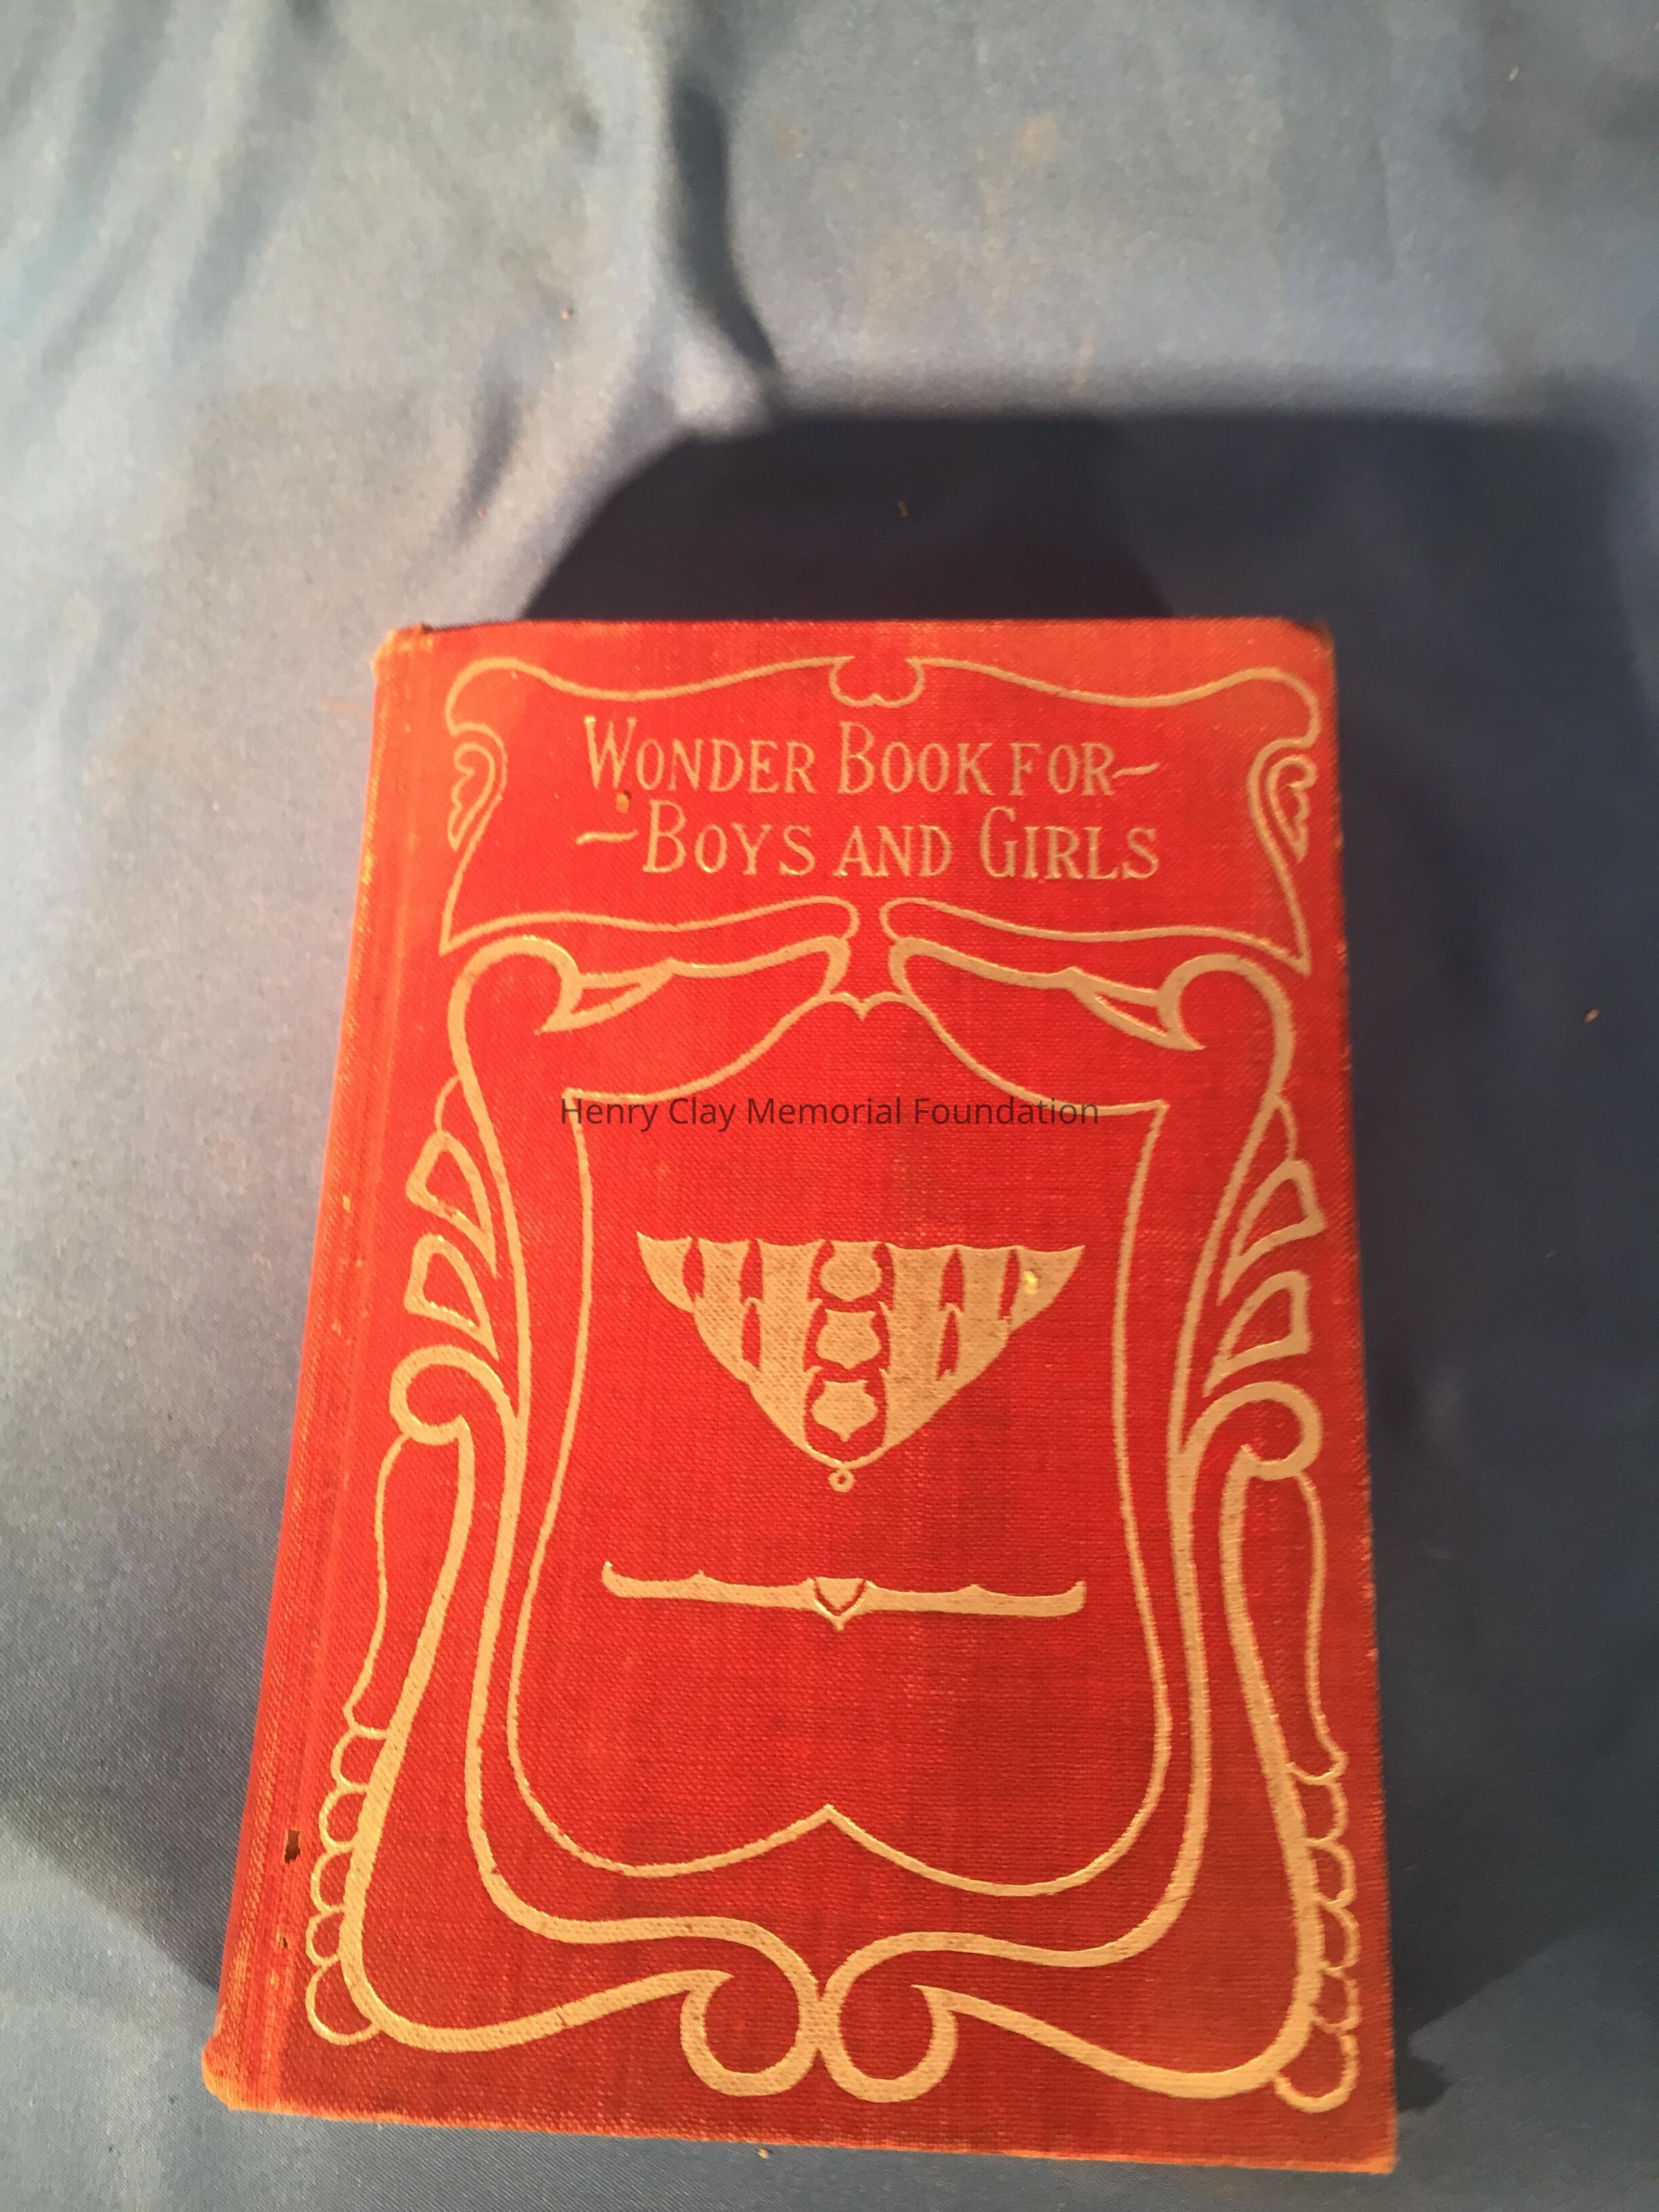 WONDER BOOK FOR—
—BOYS AND GIRLS
Henry Clay Memorial Foundation